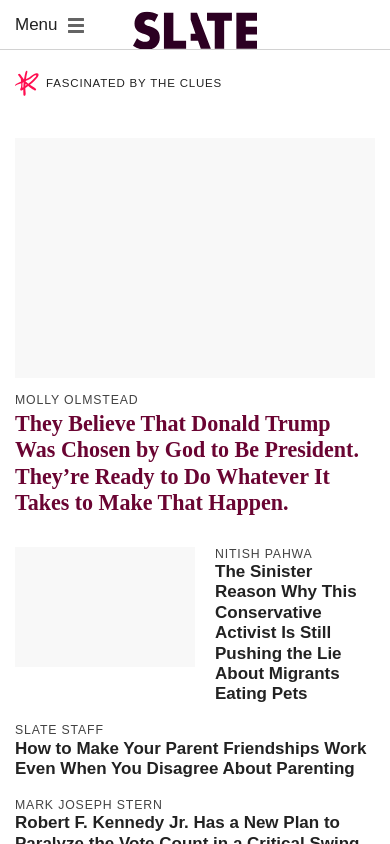 Menu
SLATE
FASCINATED BY THE CLUES
MOLLY OLMSTEAD
They Believe That Donald Trump
Was Chosen by God to Be President.
They’re Ready to Do Whatever It
Takes to Make That Happen.
NITISH PAHWA
The Sinister
Reason Why This
Conservative
Activist Is Still
Pushing the Lie
About Migrants
Eating Pets
SLATE STAFF
How to Make Your Parent Friendships Work
Even When You Disagree About Parenting
MARK JOSEPH STERN
Robert F. Kennedy Jr. Has a New Plan to
Paralyze the Vote Count in a Critical Swing